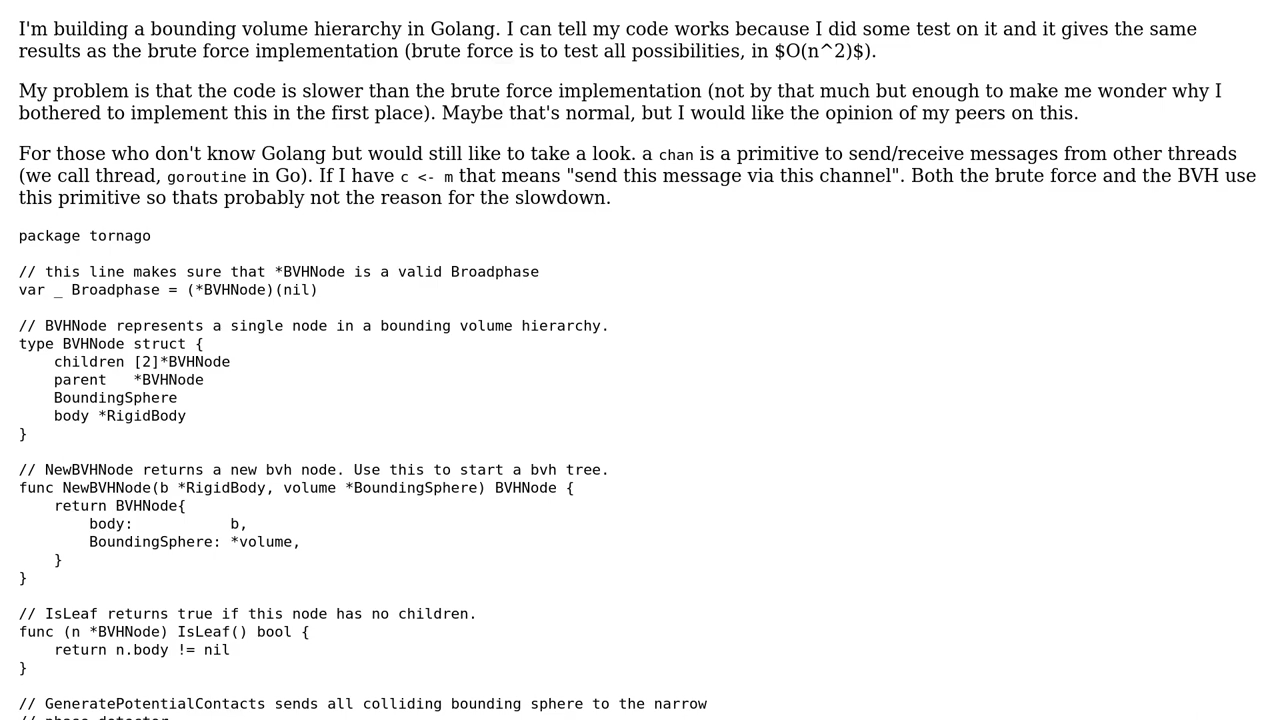 I'm building a bounding volume hierarchy in Golang. I can tell my code works because I did some test on it and it gives the same
results as the brute force implementation (brute force is to test all possibilities, in $O(n^2)$).
My problem is that the code is slower than the brute force implementation (not by that much but enough to make me wonder why I
bothered to implement this in the first place). Maybe that's normal, but I would like the opinion of my peers on this.
For those who don't know Golang but would still like to take a look. a chan is a primitive to send/receive messages from other threads
(we call thread, goroutine in Go). If I have c <- m that means "send this message via this channel". Both the brute force and the BVH use
this primitive so thats probably not the reason for the slowdown.
package tornago
// this line makes sure that *BVHNode is a valid Broadphase
var _ Broadphase = (*BVHNode)(nil)
// BVHNode represents a single node in a bounding volume hierarchy.
type BVHNode struct {
    children [2]*BVHNode
    parent   *BVHNode
    BoundingSphere
    body *RigidBody
}
// NewBVHNode returns a new bvh node. Use this to start a bvh tree.
func NewBVHNode(b *RigidBody, volume *BoundingSphere) BVHNode {
    return BVHNode{
        body:           b,
        BoundingSphere: *volume,
    }
}
// IsLeaf returns true if this node has no children.
func (n *BVHNode) IsLeaf() bool {
    return n.body != nil
}
// GeneratePotentialContacts sends all colliding bounding sphere to the narrow
// phase detector